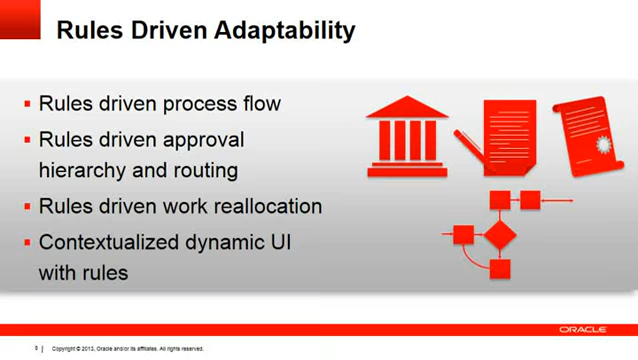 Rules Driven Adaptability
▪ Rules driven process flow
▪ Rules driven approval
hierarchy and routing
▪ Rules driven work reallocation
▪ Contextualized dynamic UI
with rules
ORACLE
Copyright © 2013, Oracle and/or its affiliates. All rights reserved.